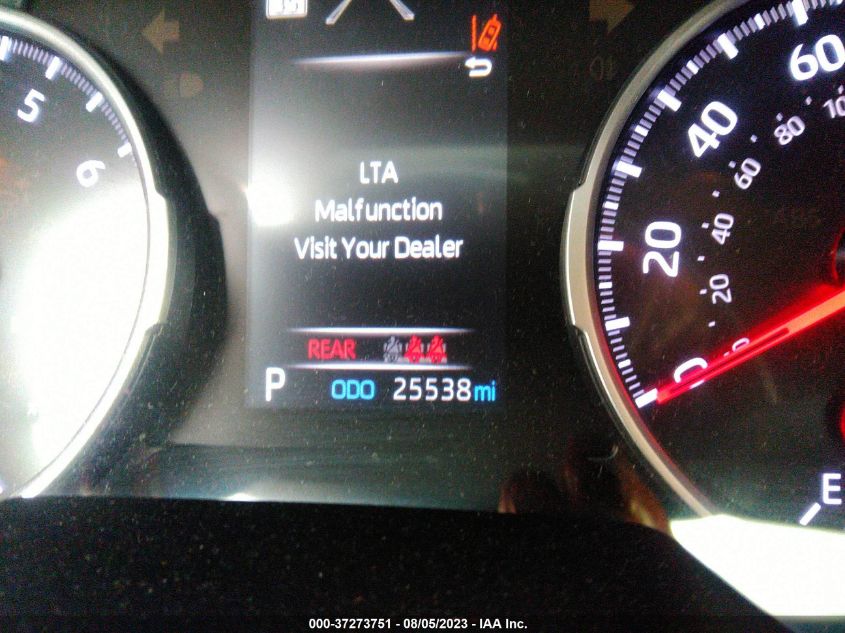 LTA
Malfunction
Visit Your Dealer
REAR
P ODO 25538mi
5
6
0
20
40
60
20
40
60
80
E
000-37273751 - 08/05/2023 - IAA Inc.